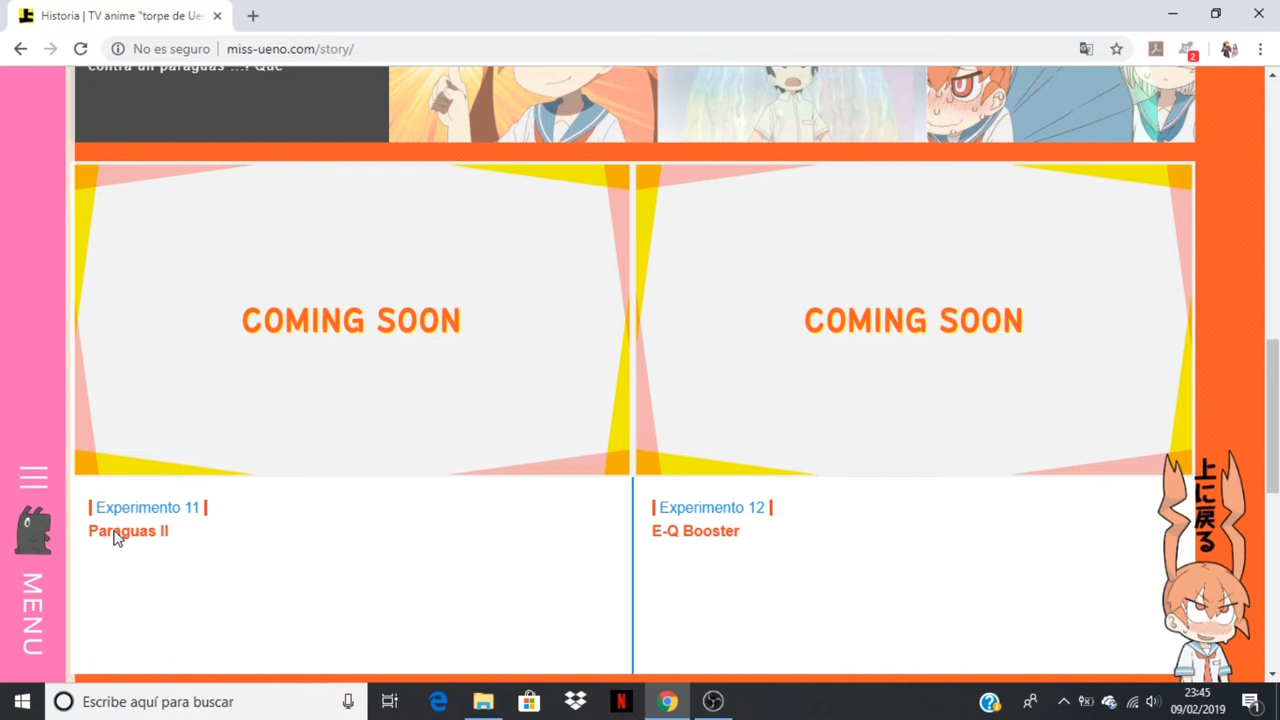 Historia | TV anime "torpe de Ue
No es seguro
miss-ueno.com/story/
2
contra un paraguas ...? Qué
COMING SOON
COMING SOON
| Experimento 11 |
Paraguas II
| Experimento 12 |
E-Q Booster
上に戻る
MENU
Escribe aquí para buscar
N
23:45
09/02/2019
1